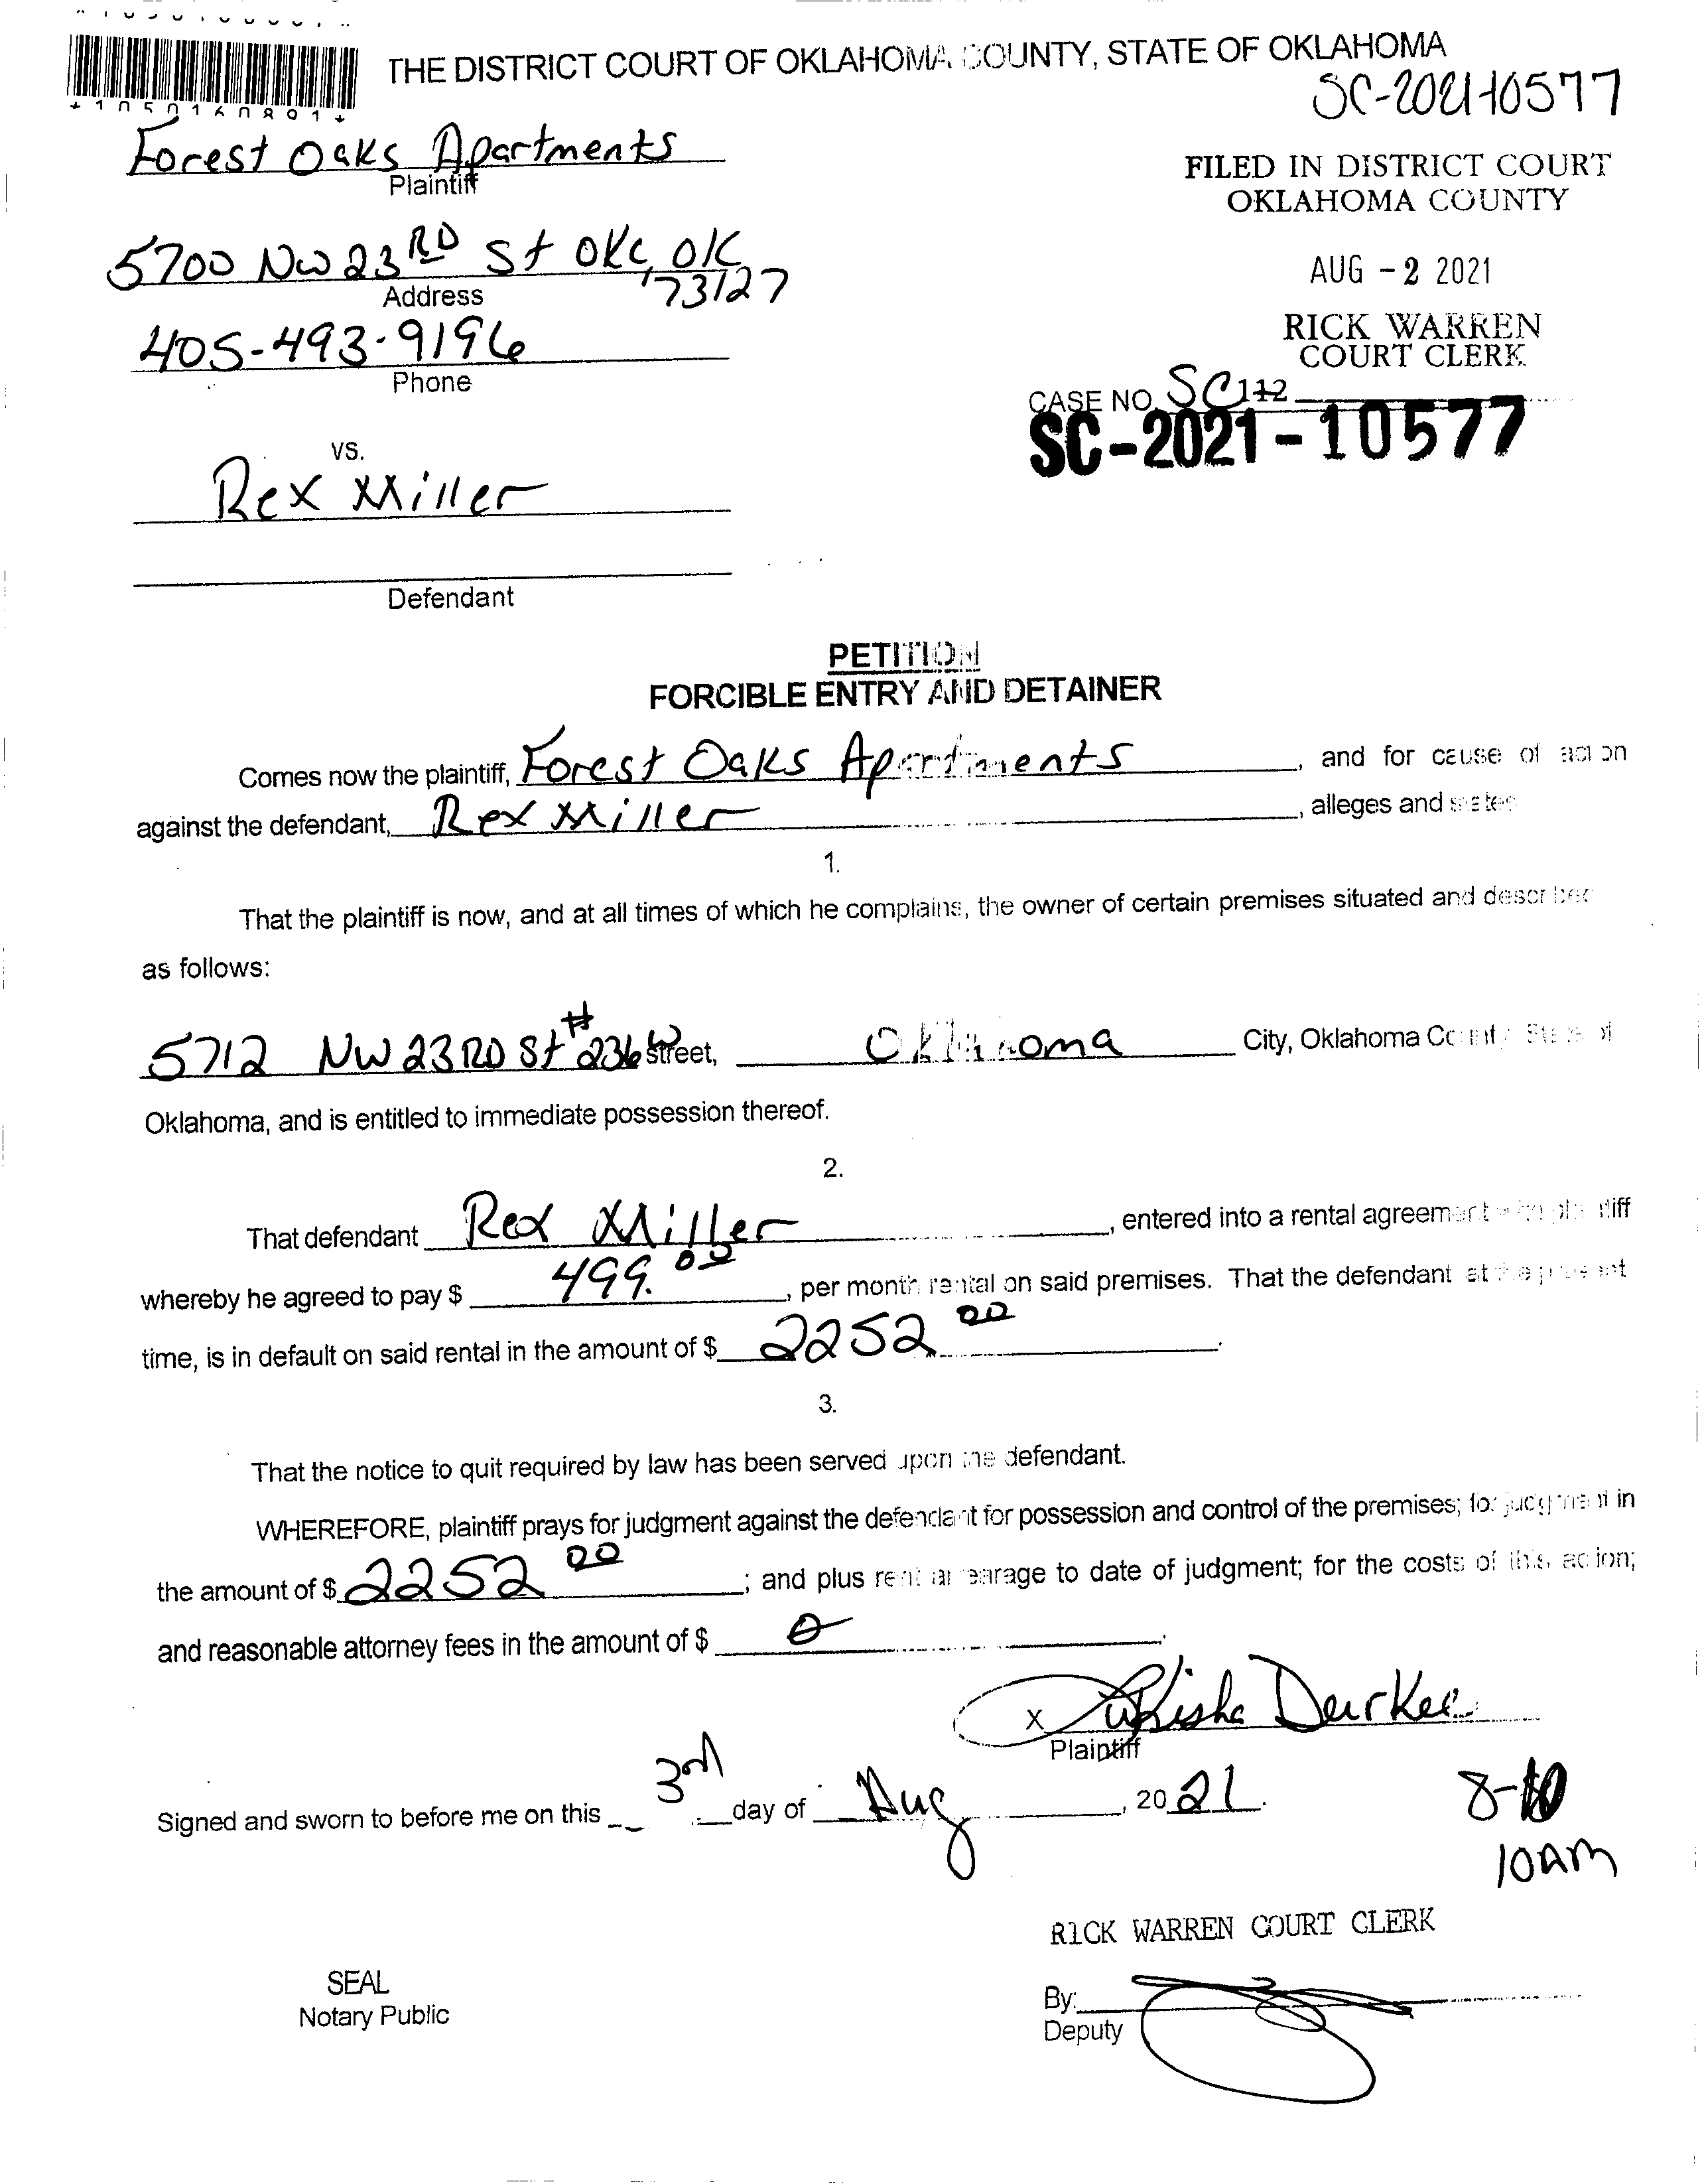 THE DISTRICT COURT OF OKLAHOMA COUNTY, STATE OF OKLAHOMA
SC-2021-10577
Forest Oaks Apartments
Plaintiff
FILED IN DISTRICT COURT
OKLAHOMA COUNTY
5700 NW 23RD St OKC, OK
73127
Address
AUG - 2 2021
405-493-9196
Phone
RICK WARREN
COURT CLERK
CASE NO. SC 112
SC-2021-10577
vs.
Rex Miller
Defendant
PETITION
FORCIBLE ENTRY AND DETAINER
Comes now the plaintiff, Forest Oaks Apartments, and for cause of action
against the defendant, Rex Miller, alleges and states
1.
That the plaintiff is now, and at all times of which he complains, the owner of certain premises situated and described
as follows:
5712 NW 23RD St #236W Street, Oklahoma City, Oklahoma County State of
Oklahoma, and is entitled to immediate possession thereof.
2.
That defendant Rex Miller, entered into a rental agreement plaintiff
whereby he agreed to pay $ 499.00, per month rental on said premises. That the defendant at the present
time, is in default on said rental in the amount of $ 2252 00.
3.
That the notice to quit required by law has been served upon the defendant.
WHEREFORE, plaintiff prays for judgment against the defendant for possession and control of the premises; for judgment in
the amount of $ 2252 00; and plus rent arrearage to date of judgment; for the costs of this action;
and reasonable attorney fees in the amount of $ 0.
X Durkee
Plaintiff
Signed and sworn to before me on this 3rd day of Aug, 20 21.
8-10
10AM
RICK WARREN COURT CLERK
SEAL
Notary Public
By:
Deputy